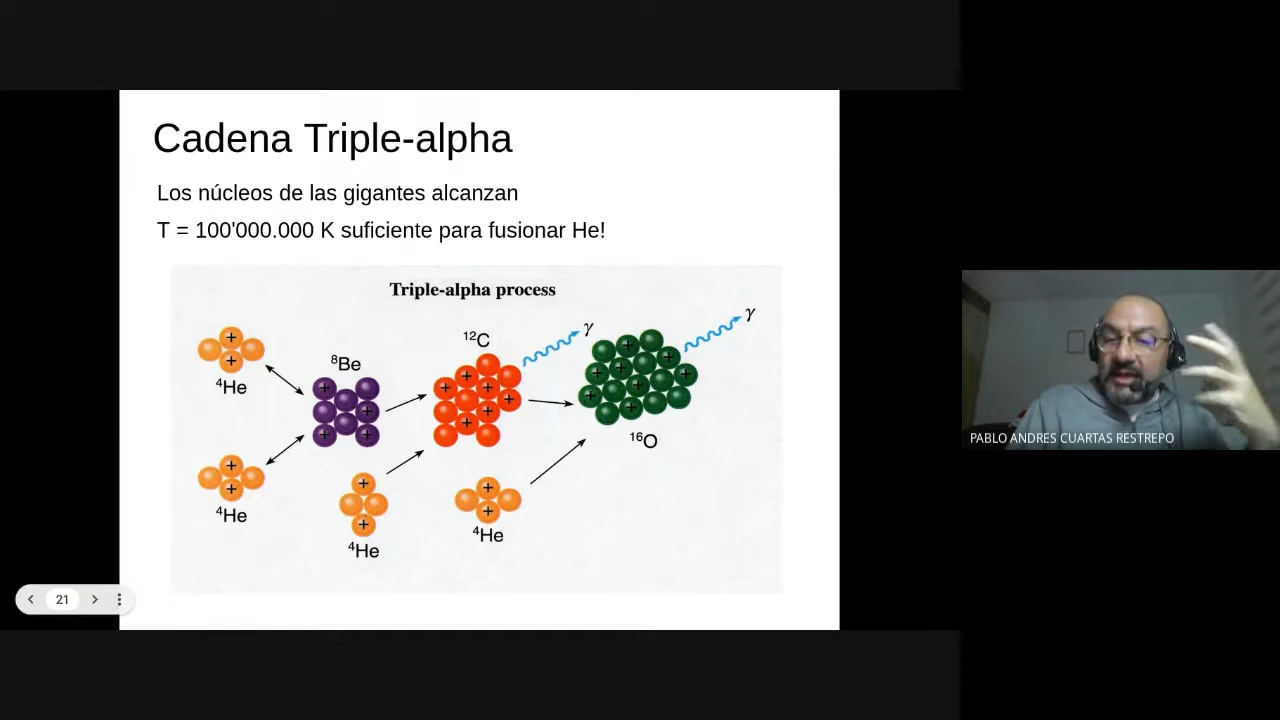 Cadena Triple-alpha
Los núcleos de las gigantes alcanzan
T = 100'000.000 K suficiente para fusionar He!
Triple-alpha process
γ
γ
¹²C
⁸Be
⁴He
¹⁶O
⁴He
⁴He
⁴He
PABLO ANDRES CUARTAS RESTREPO
21